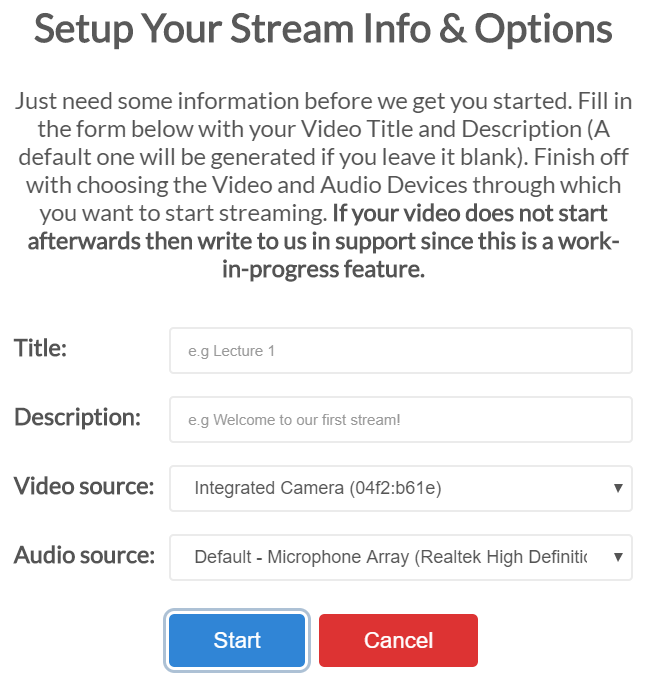 Setup Your Stream Info & Options
Just need some information before we get you started. Fill in
the form below with your Video Title and Description (A
default one will be generated if you leave it blank). Finish off
with choosing the Video and Audio Devices through which
you want to start streaming. If your video does not start
afterwards then write to us in support since this is a work-
in-progress feature.
Title:
e.g Lecture 1
Description:
e.g Welcome to our first stream!
Video source:
Integrated Camera (04f2:b61e)
Audio source:
Default - Microphone Array (Realtek High Definitic
Start
Cancel